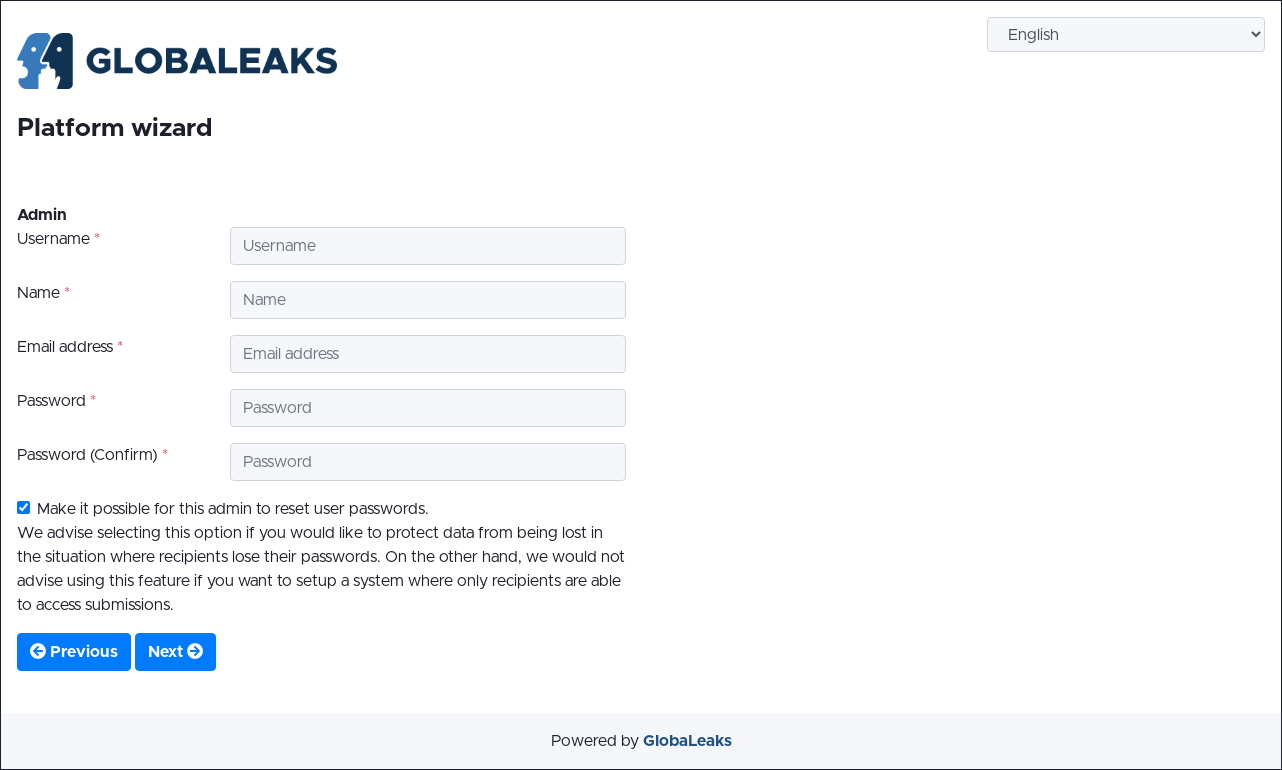 GLOBALEAKS
English
Platform wizard
Admin
Username *
Username
Name *
Name
Email address *
Email address
Password *
Password
Password (Confirm) *
Password
Make it possible for this admin to reset user passwords.
We advise selecting this option if you would like to protect data from being lost in
the situation where recipients lose their passwords. On the other hand, we would not
advise using this feature if you want to setup a system where only recipients are able
to access submissions.
Previous
Next
Powered by GlobaLeaks